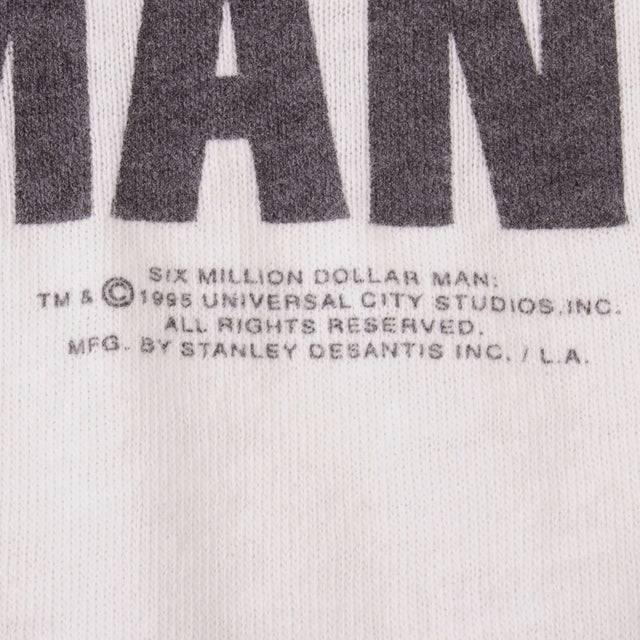 MAN
SIX MILLION DOLLAR MAN:
TM & © 1995 UNIVERSAL CITY STUDIOS, INC.
ALL RIGHTS RESERVED.
MFG. BY STANLEY DESANTIS INC. / L.A.